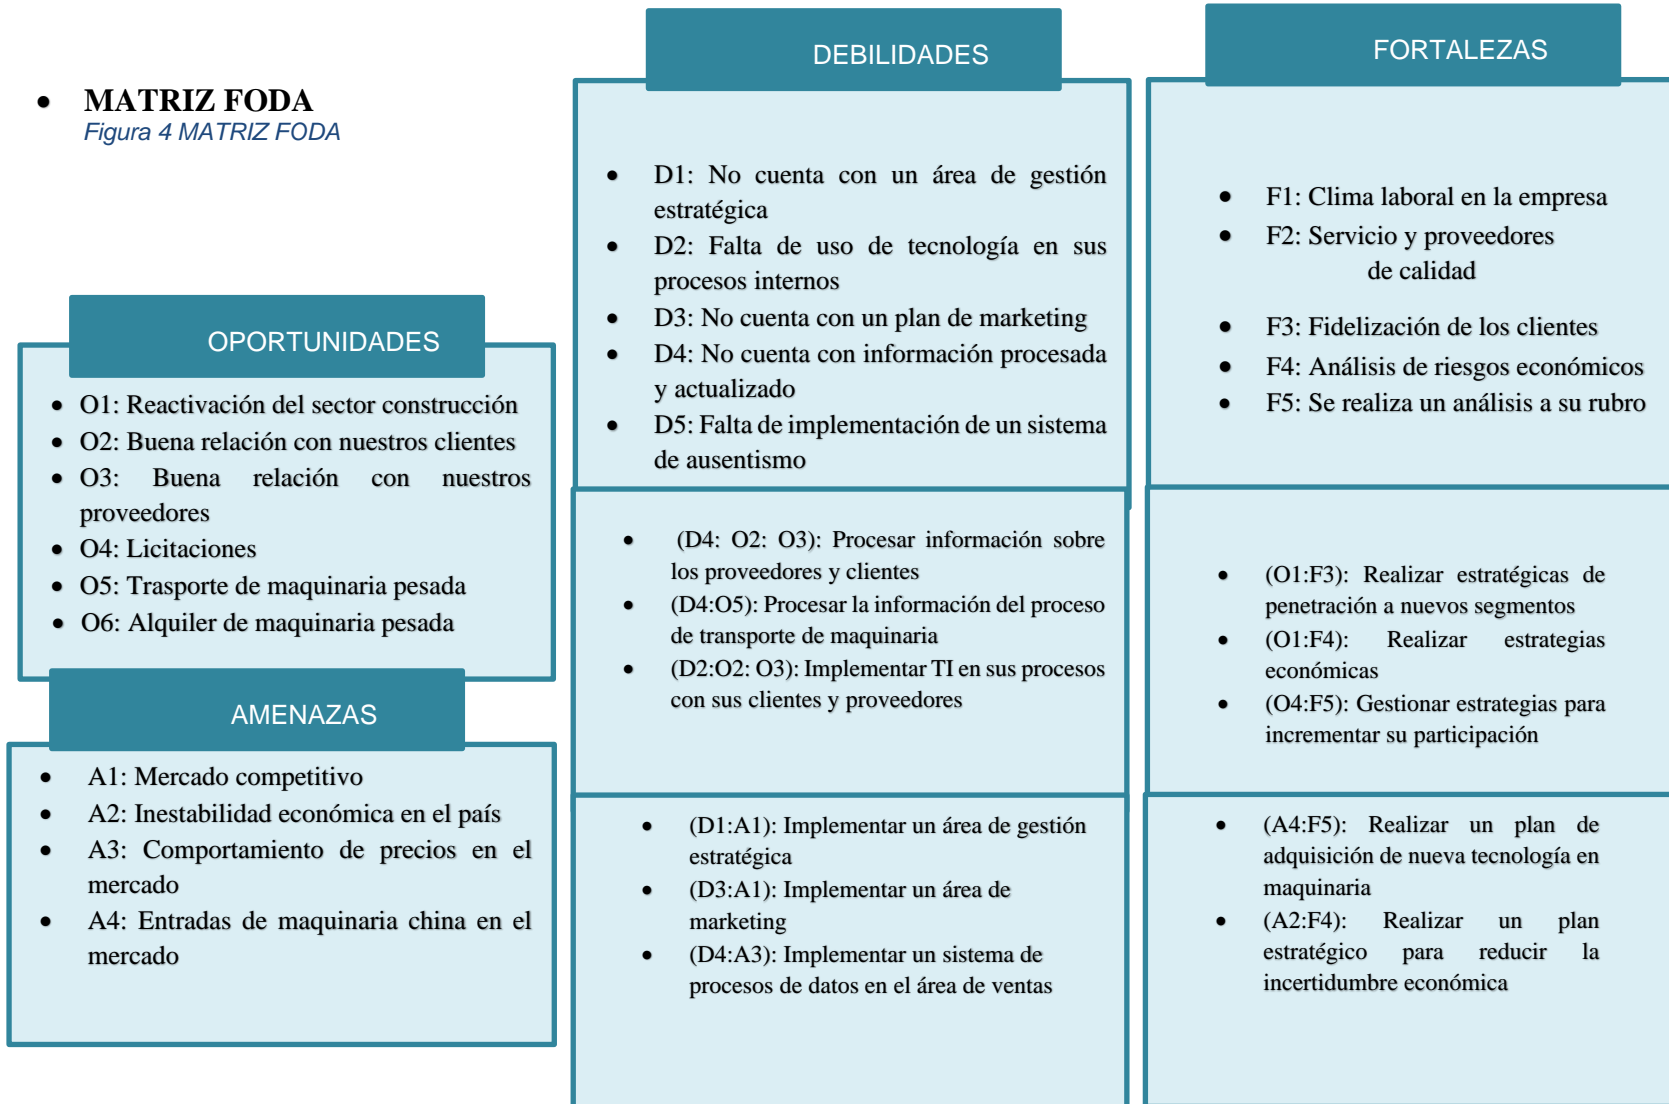 • MATRIZ FODA
Figura 4 MATRIZ FODA
DEBILIDADES
• D1: No cuenta con un área de gestión
estratégica
• D2: Falta de uso de tecnología en sus
procesos internos
• D3: No cuenta con un plan de marketing
• D4: No cuenta con información procesada
y actualizado
• D5: Falta de implementación de un sistema
de ausentismo
FORTALEZAS
• F1: Clima laboral en la empresa
• F2: Servicio y proveedores
de calidad
• F3: Fidelización de los clientes
• F4: Análisis de riesgos económicos
• F5: Se realiza un análisis a su rubro
OPORTUNIDADES
• O1: Reactivación del sector construcción
• O2: Buena relación con nuestros clientes
• O3: Buena relación con nuestros
proveedores
• O4: Licitaciones
• O5: Trasporte de maquinaria pesada
• O6: Alquiler de maquinaria pesada
• (D4: O2: O3): Procesar información sobre
los proveedores y clientes
• (D4:O5): Procesar la información del proceso
de transporte de maquinaria
• (D2:O2: O3): Implementar TI en sus procesos
con sus clientes y proveedores
• (O1:F3): Realizar estratégicas de
penetración a nuevos segmentos
• (O1:F4): Realizar estrategias
económicas
• (O4:F5): Gestionar estrategias para
incrementar su participación
AMENAZAS
• A1: Mercado competitivo
• A2: Inestabilidad económica en el país
• A3: Comportamiento de precios en el
mercado
• A4: Entradas de maquinaria china en el
mercado
• (D1:A1): Implementar un área de gestión
estratégica
• (D3:A1): Implementar un área de
marketing
• (D4:A3): Implementar un sistema de
procesos de datos en el área de ventas
• (A4:F5): Realizar un plan de
adquisición de nueva tecnología en
maquinaria
• (A2:F4): Realizar un plan
estratégico para reducir la
incertidumbre económica